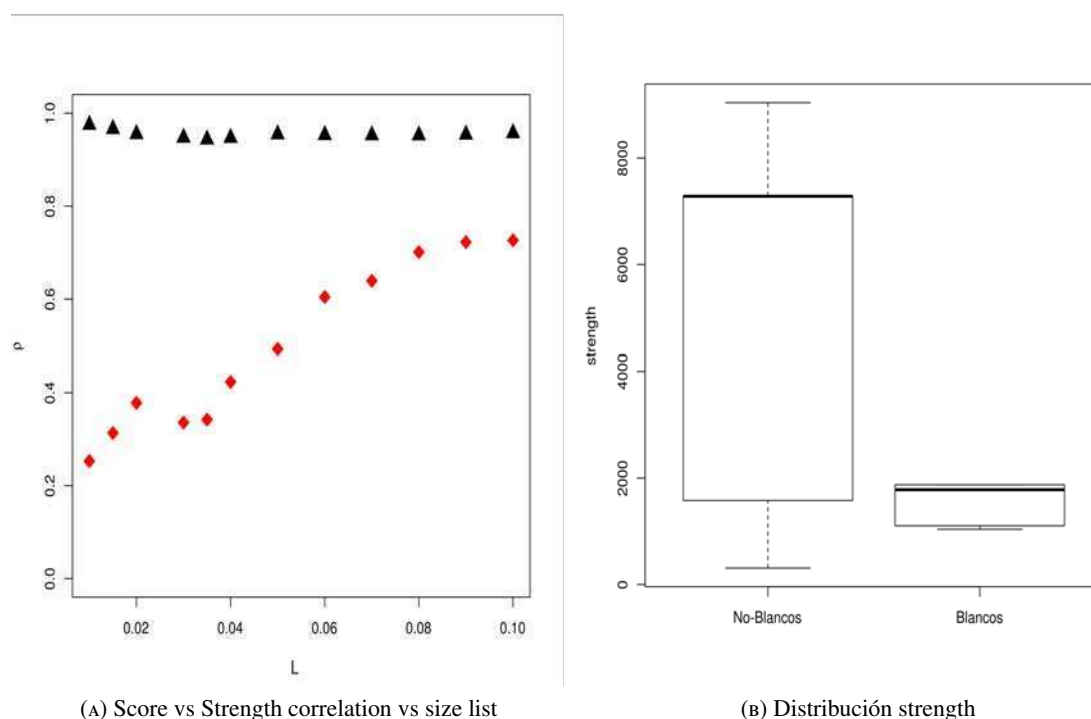 1.0
0.8
0.6
0.4
0.2
0.0
ρ
0.02
0.04
0.06
0.08
0.10
L
(A) Score vs Strength correlation vs size list
8000
6000
4000
2000
0
strength
No-Blancos
Blancos
(B) Distribución strength